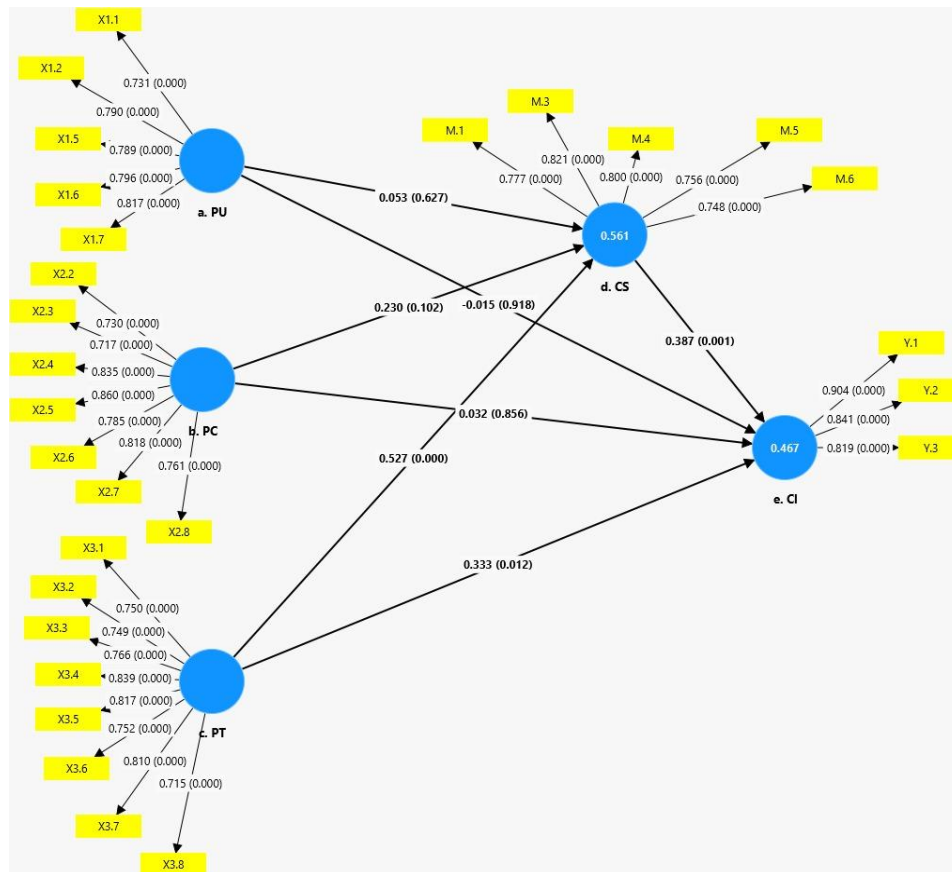 X1.1
X1.2
X1.5
X1.6
X1.7
0.731 (0.000)
0.790 (0.000)
0.789 (0.000)
0.796 (0.000)
0.817 (0.000)
a. PU
X2.2
X2.3
X2.4
X2.5
X2.6
X2.7
X2.8
0.730 (0.000)
0.717 (0.000)
0.835 (0.000)
0.860 (0.000)
0.785 (0.000)
0.818 (0.000)
0.761 (0.000)
b. PC
X3.1
X3.2
X3.3
X3.4
X3.5
X3.6
X3.7
X3.8
0.750 (0.000)
0.749 (0.000)
0.766 (0.000)
0.839 (0.000)
0.817 (0.000)
0.752 (0.000)
0.810 (0.000)
0.715 (0.000)
c. PT
0.053 (0.627)
0.230 (0.102)
-0.015 (0.918)
0.032 (0.856)
0.527 (0.000)
0.333 (0.012)
0.387 (0.001)
M.1
M.3
M.4
M.5
M.6
0.777 (0.000)
0.821 (0.000)
0.800 (0.000)
0.756 (0.000)
0.748 (0.000)
0.561
d. CS
Y.1
Y.2
Y.3
0.904 (0.000)
0.841 (0.000)
0.819 (0.000)
0.467
e. CI